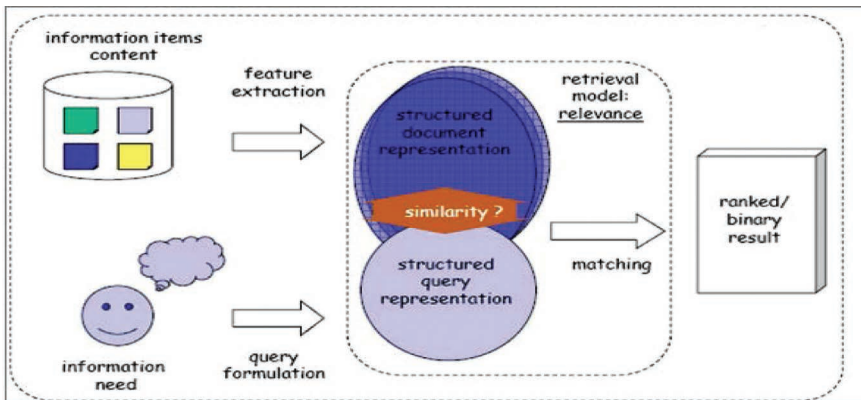 information items
content
feature
extraction
structured
document
representation
retrieval
model:
relevance
similarity ?
ranked/
binary
result
structured
query
representation
matching
information
need
query
formulation